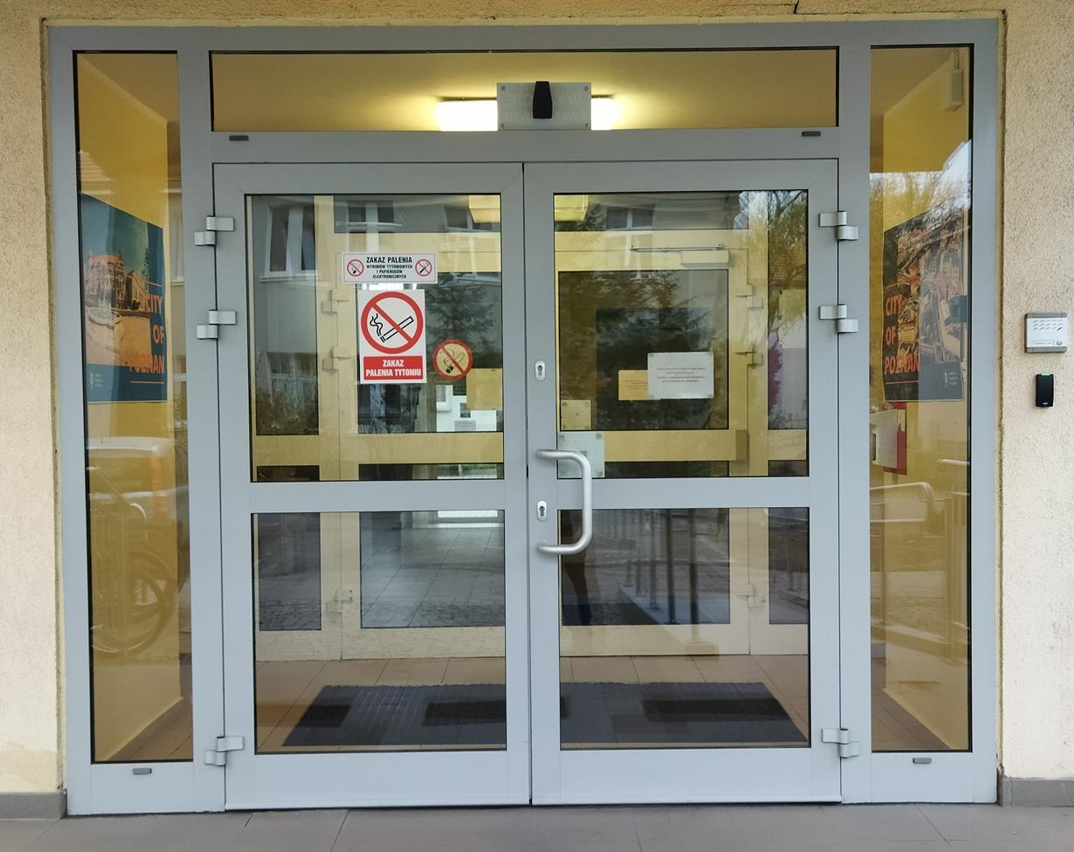 ZAKAZ PALENIA
WYROBÓW TYTONIOWYCH
I PAPIEROSÓW
ELEKTRONICZNYCH
ZAKAZ
PALENIA TYTONIU
CITY
OF
POZNAN
CITY
OF
POZNAN